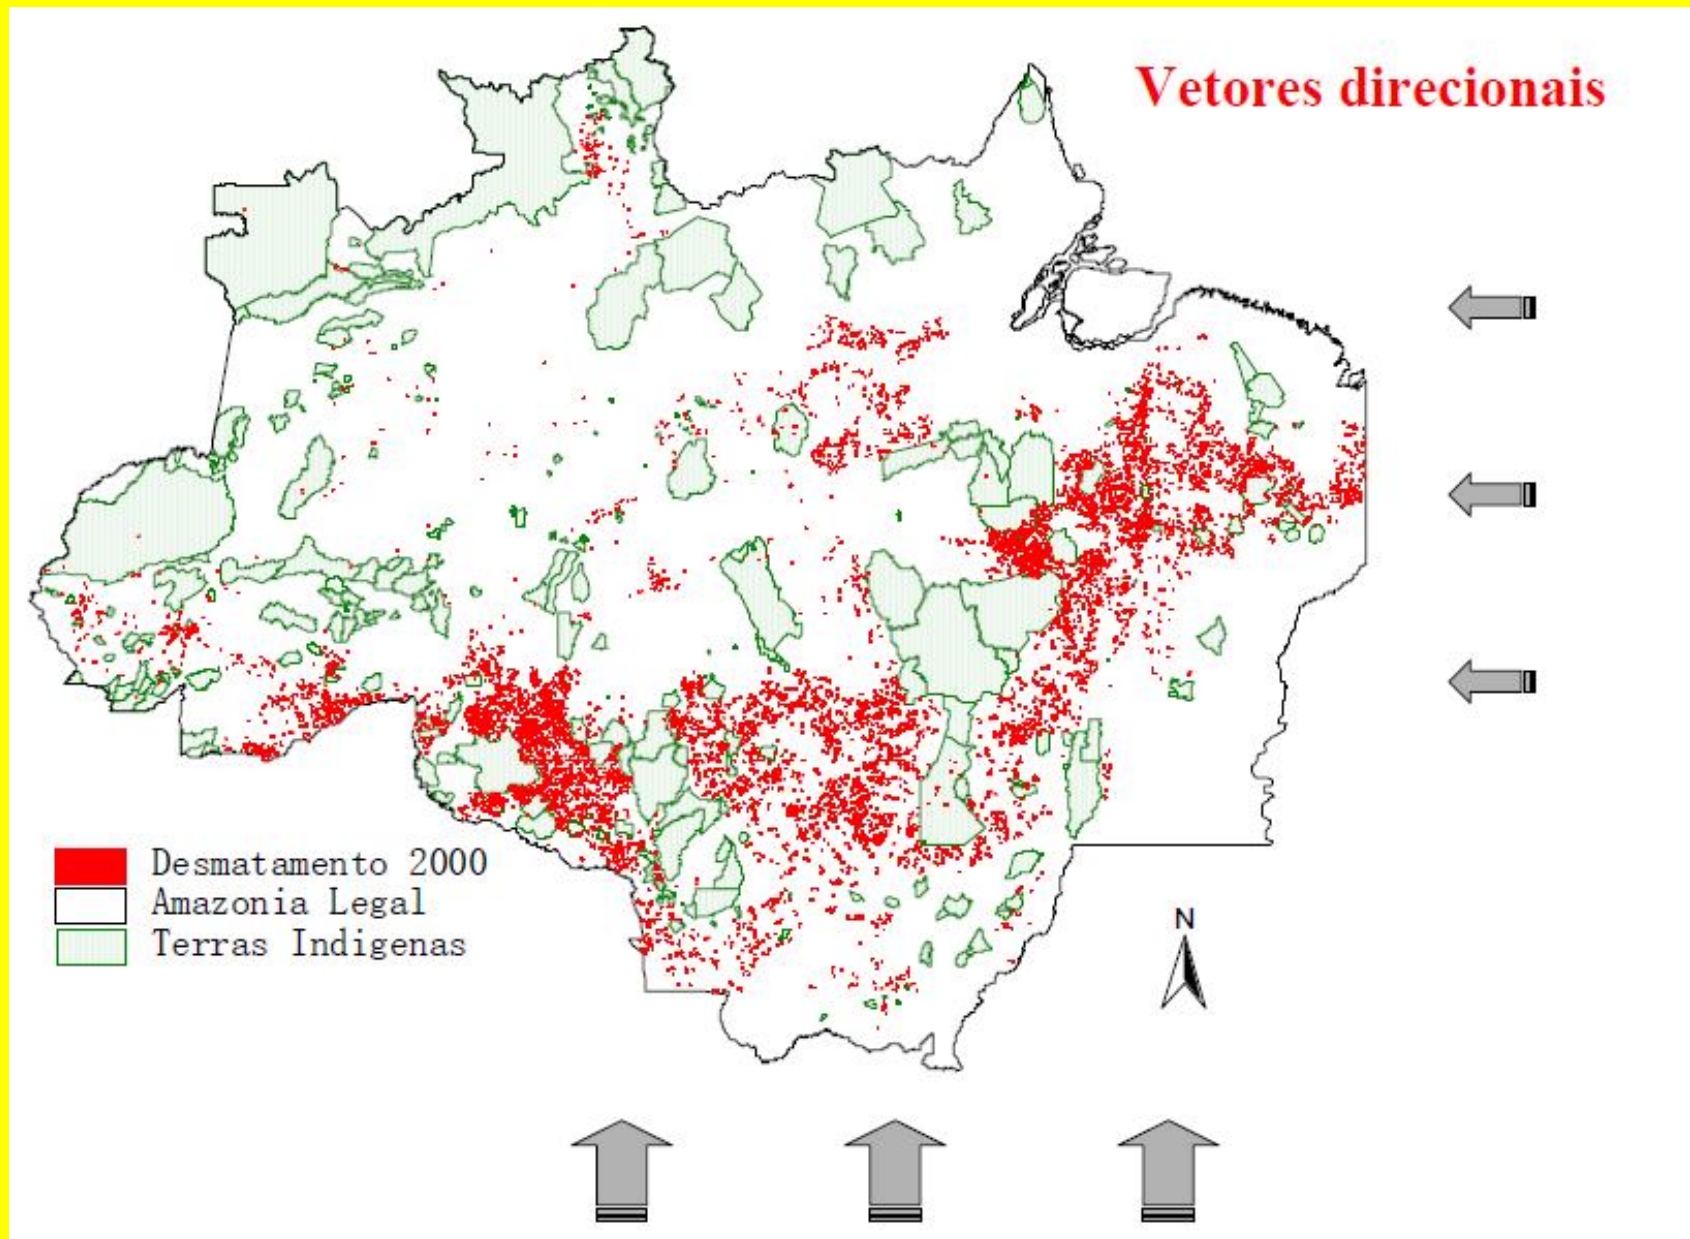 Vetores direcionais
Desmatamento 2000
Amazonia Legal
Terras Indigenas
N